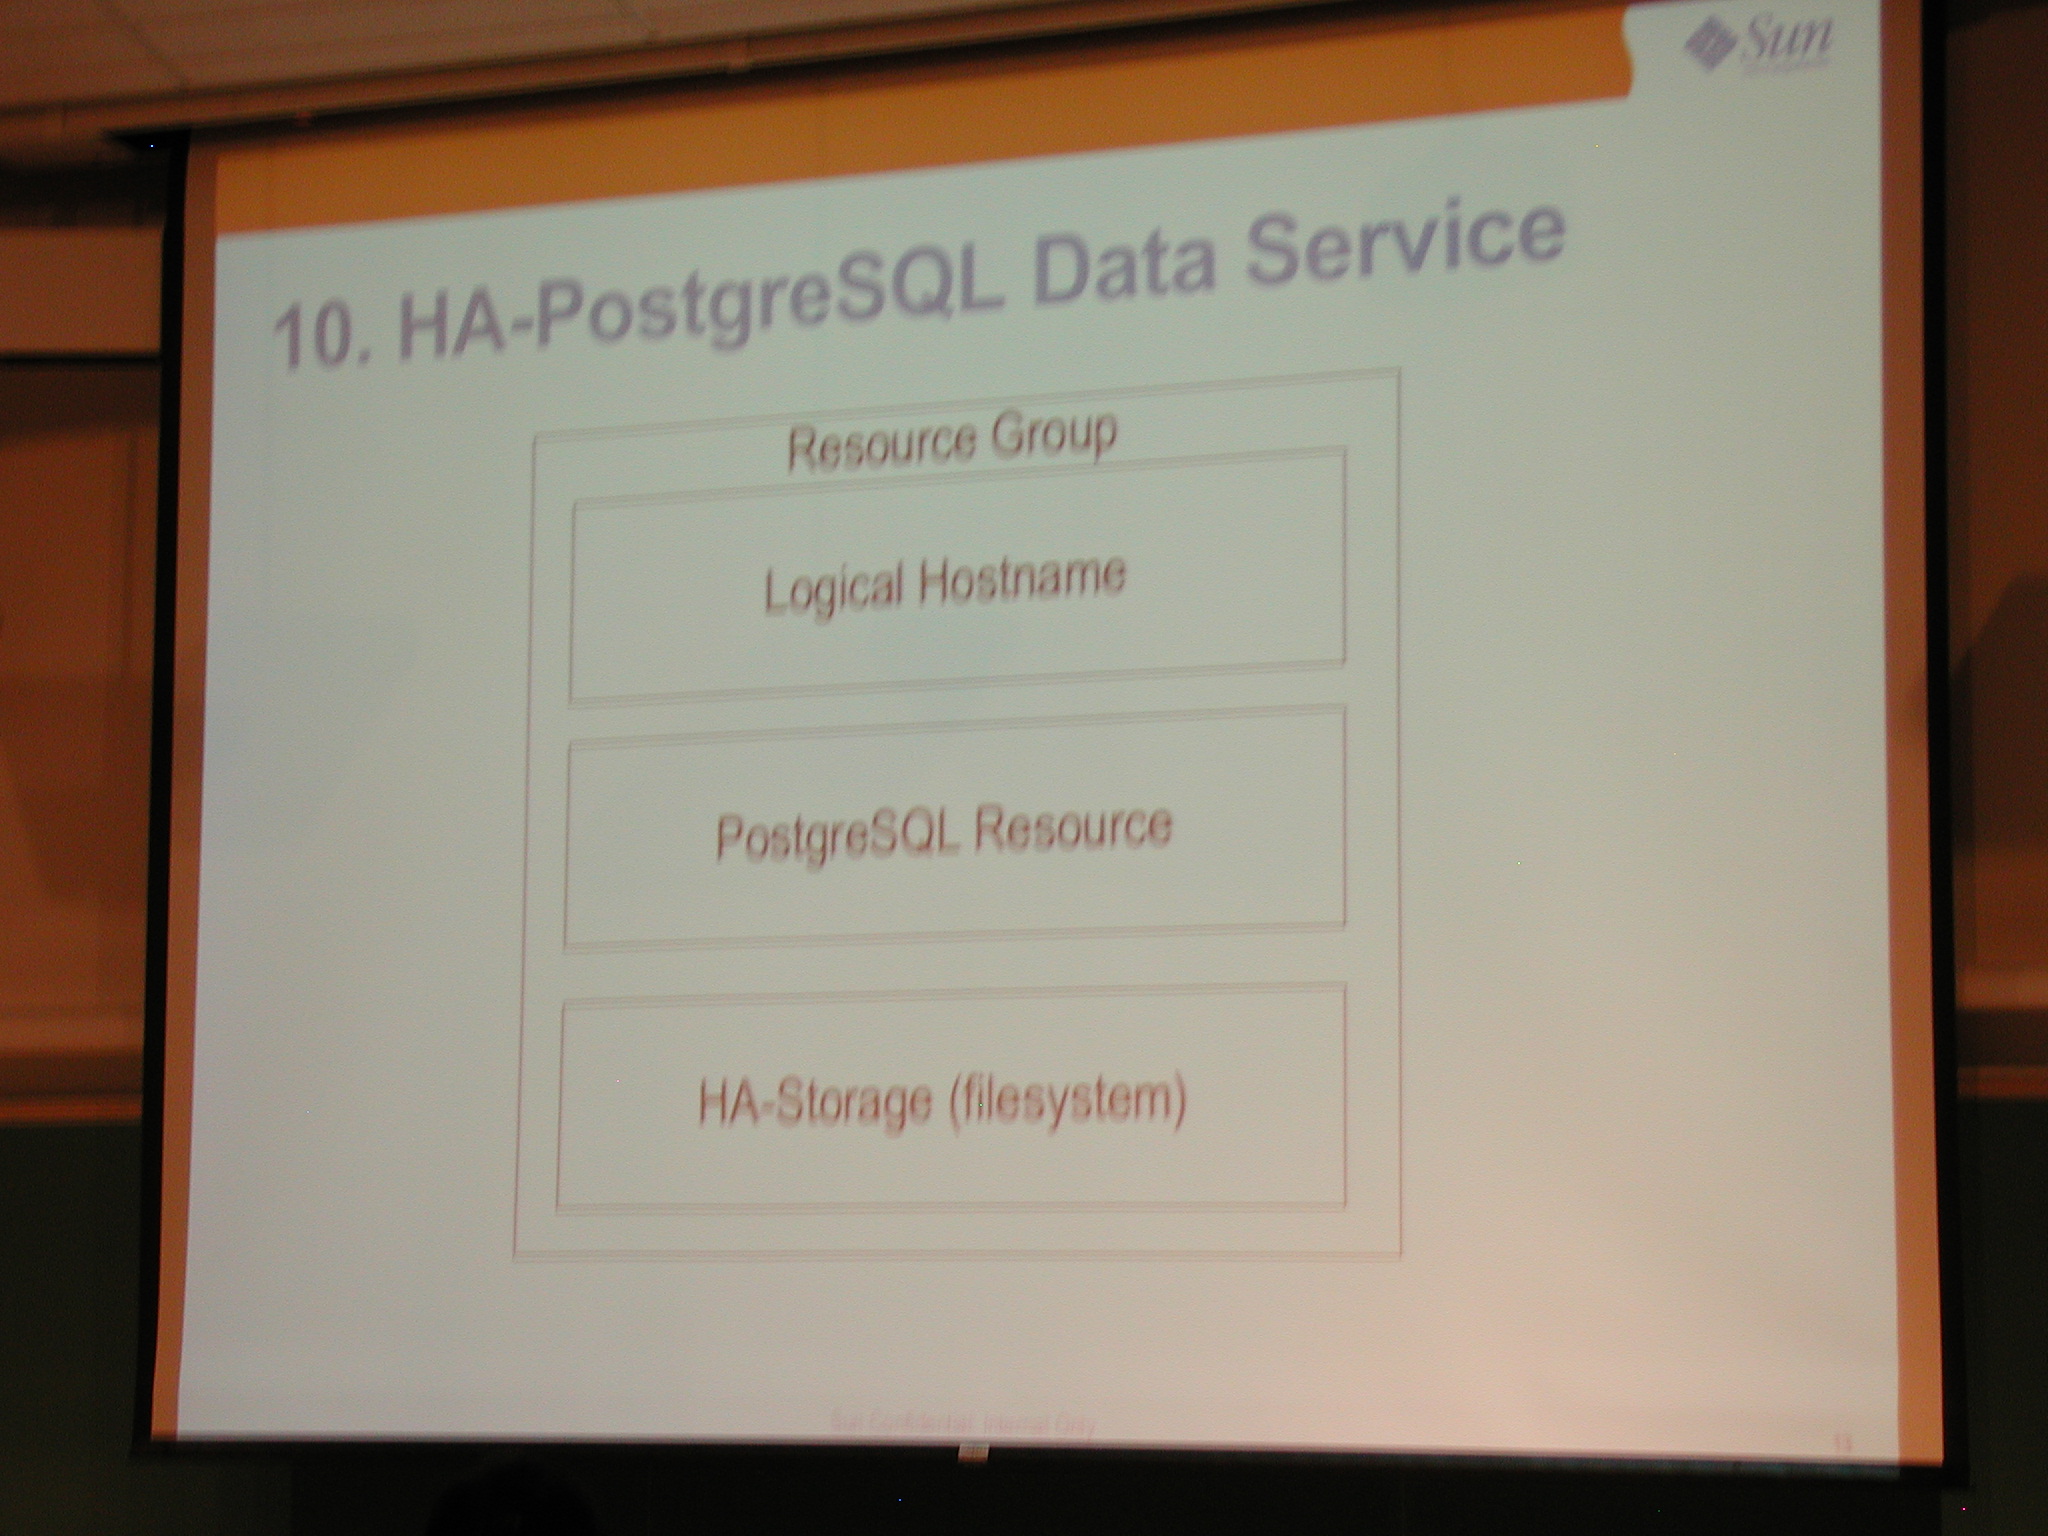 Sun
10. HA-PostgreSQL Data Service
Resource Group
Logical Hostname
PostgreSQL Resource
HA-Storage (filesystem)
Sun Confidential: Internal Only